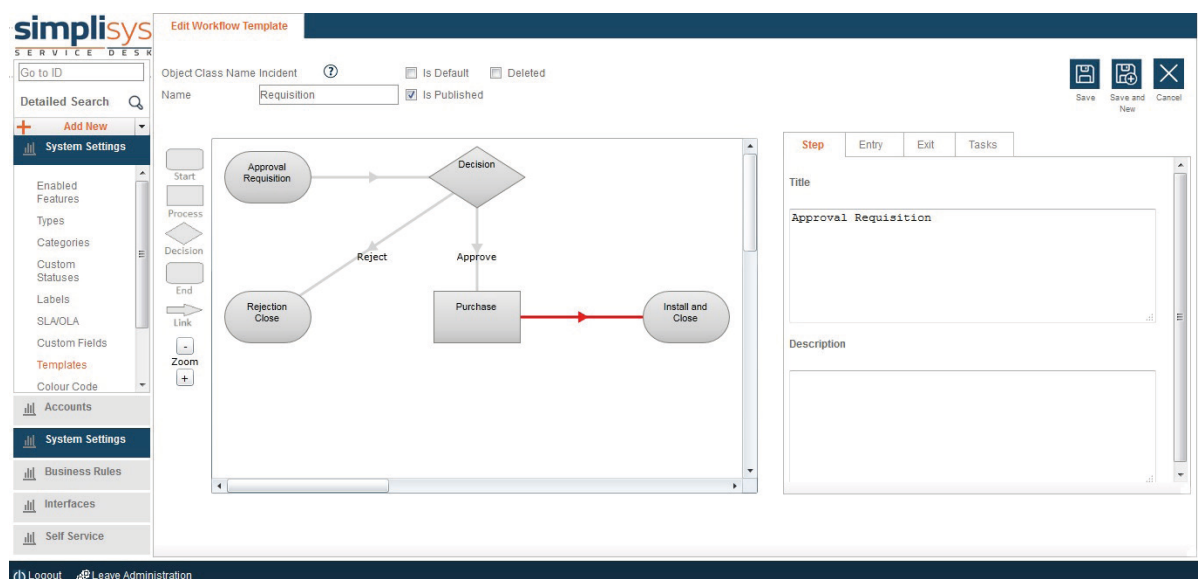 simplisys
SERVICE DESK
Edit Workflow Template
Go to ID
Detailed Search
Add New
System Settings
Enabled
Features
Types
Categories
Custom
Statuses
Labels
SLA/OLA
Custom Fields
Templates
Colour Code
Accounts
System Settings
Business Rules
Interfaces
Self Service
Object Class Name Incident
?
Is Default
Deleted
Name
Requisition
Is Published
Save
Save and
New
Cancel
Start
Process
Decision
End
Link
-
Zoom
+
Approval
Requisition
Decision
Reject
Approve
Rejection
Close
Purchase
Install and
Close
Step
Entry
Exit
Tasks
Title
Approval Requisition
Description
Logout
Leave Administration